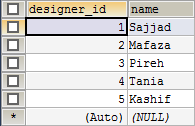 designer_id name
1 Sajjad
2 Mafaza
3 Pireh
4 Tania
5 Kashif
* (Auto) (NULL)